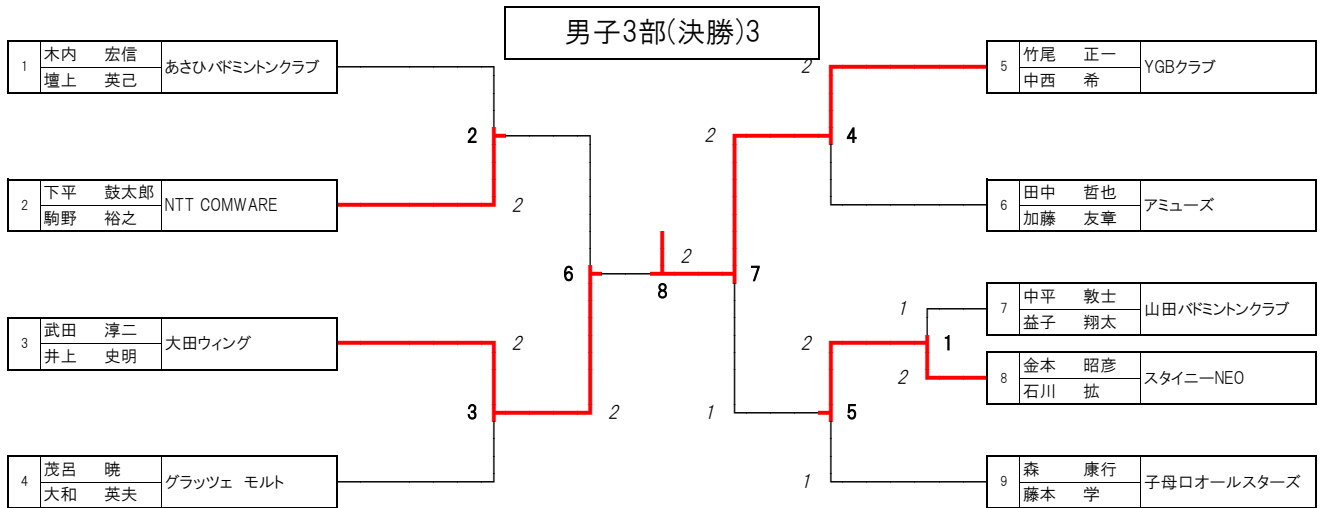 男子3部(決勝)3
1 木内 宏信 あさひバドミントンクラブ
壇上 英己
2
2 下平 鼓太郎 NTT COMWARE
駒野 裕之
2
6
3 武田 淳二 大田ウィング
井上 史明
2
3
2
4 茂呂 暁 グラッツェ モルト
大和 英夫
8
2
7
2
2
4
5 竹尾 正一 YGBクラブ
中西 希
6 田中 哲也 アミューズ
加藤 友章
1
7 中平 敦士 山田バドミントンクラブ
益子 翔太
2
1
2
8 金本 昭彦 スタイニーNEO
石川 拡
1
5
1
9 森 康行 子母口オールスターズ
藤本 学